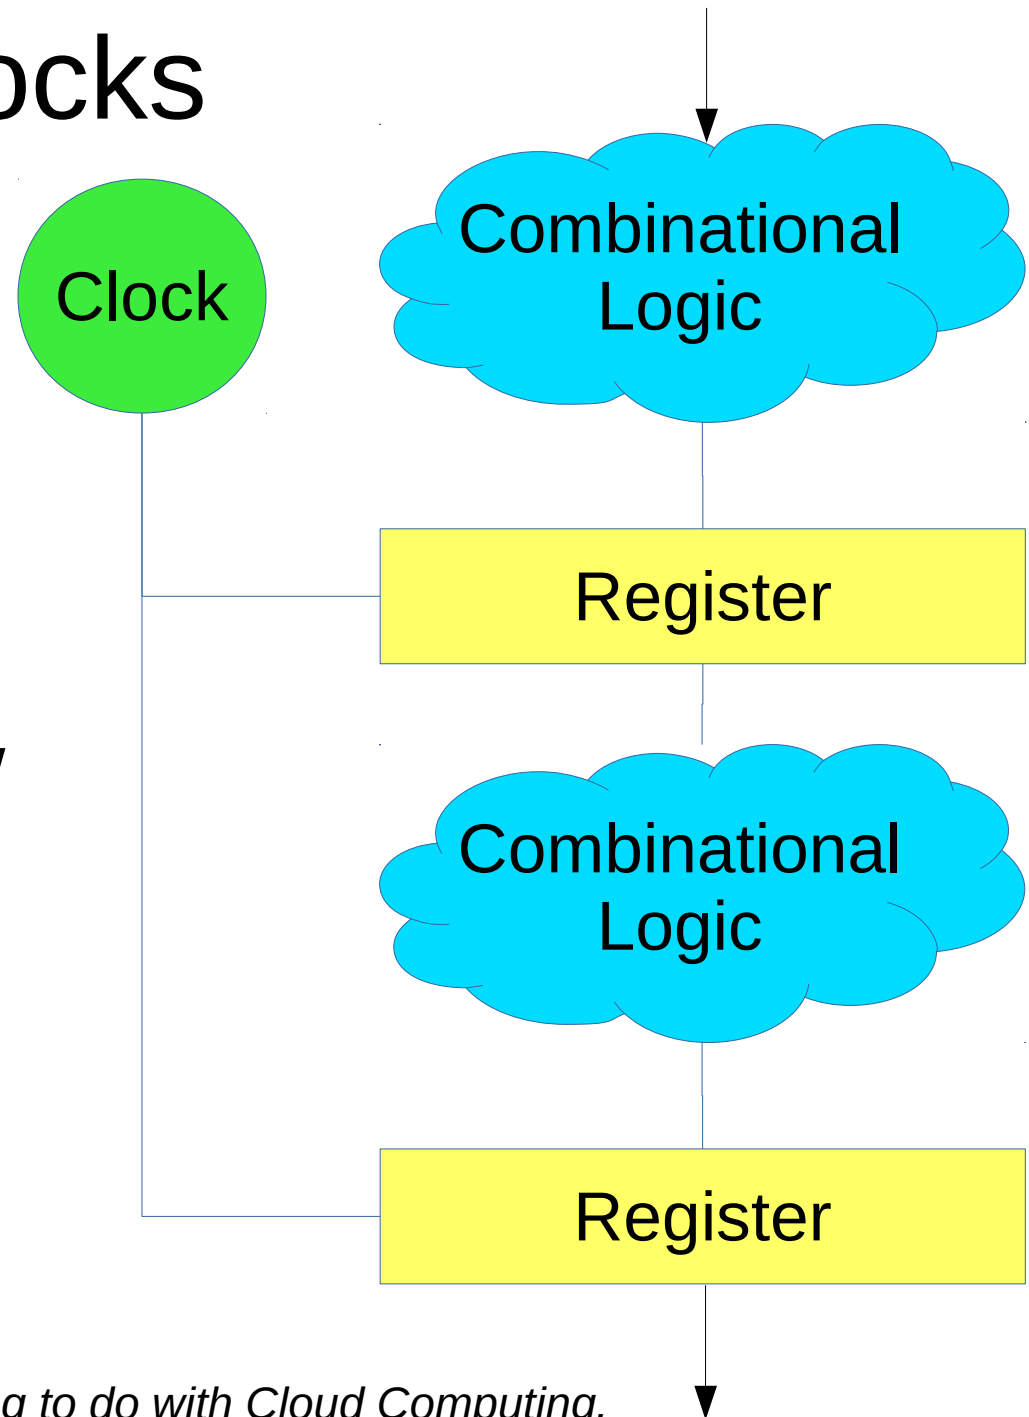 ocks
Combinational
Logic
Clock
Register
Combinational
Logic
Register
g to do with Cloud Computing.